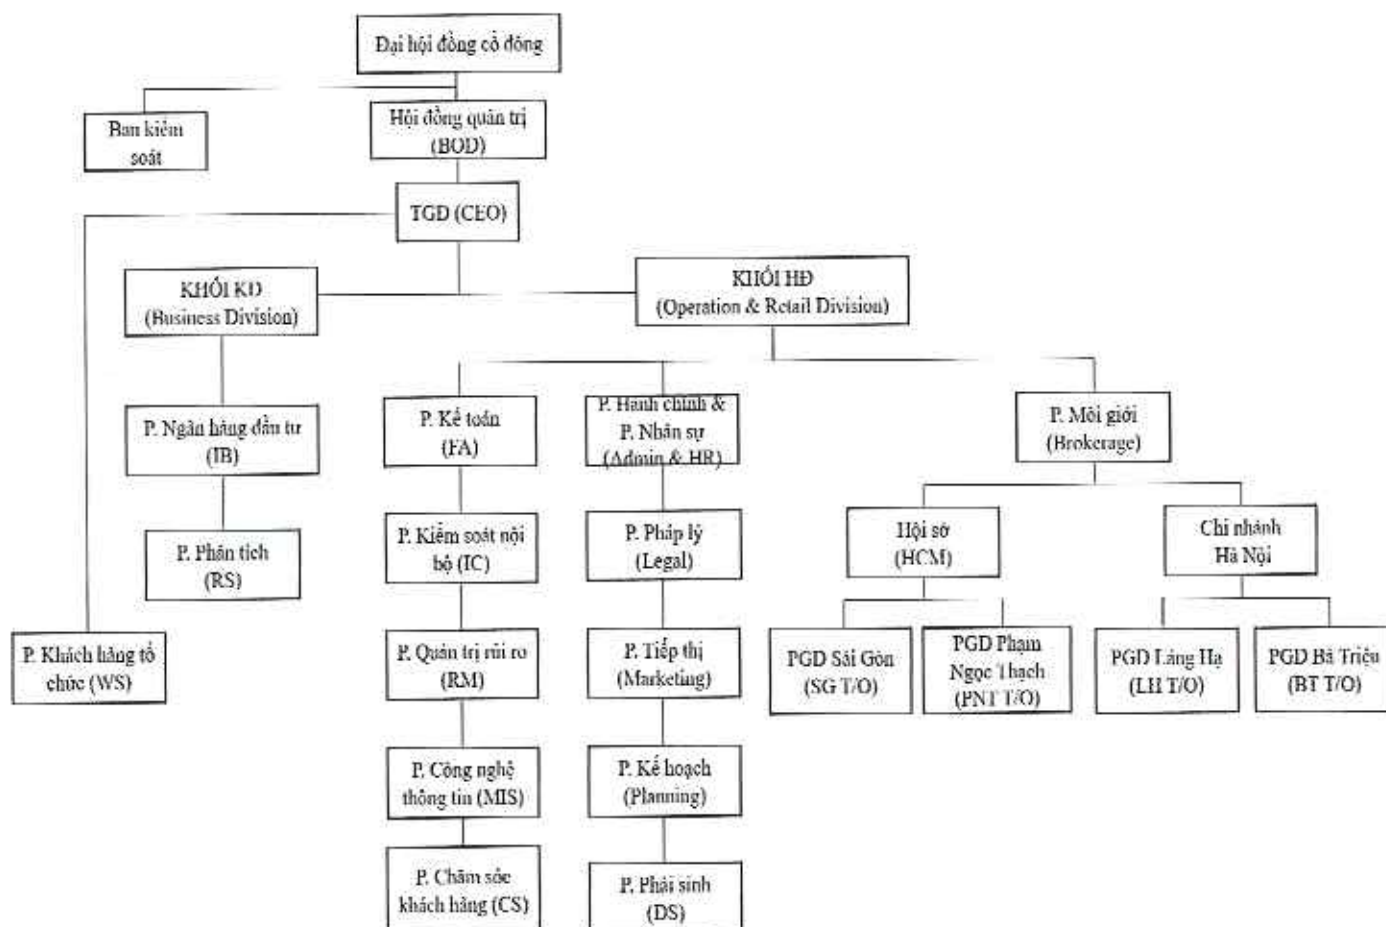 Đại hội đồng cổ đông
Ban kiểm
soát
Hội đồng quản trị
(BOD)
TGĐ (CEO)
KHỐI KD
(Business Division)
KHỐI HĐ
(Operation & Retail Division)
P. Ngân hàng đầu tư
(IB)
P. Kế toán
(FA)
P. Hành chính &
P. Nhân sự
(Admin & HR)
P. Môi giới
(Brokerage)
P. Phân tích
(RS)
P. Kiểm soát nội
bộ (IC)
P. Pháp lý
(Legal)
Hội sở
(HCM)
Chi nhánh
Hà Nội
P. Khách hàng tổ
chức (WS)
P. Quản trị rủi ro
(RM)
P. Tiếp thị
(Marketing)
PGD Sài Gòn
(SG T/O)
PGD Phạm
Ngọc Thạch
(PNT T/O)
PGD Láng Hạ
(LH T/O)
PGD Bà Triệu
(BT T/O)
P. Công nghệ
thông tin (MIS)
P. Kế hoạch
(Planning)
P. Chăm sóc
khách hàng (CS)
P. Phái sinh
(DS)